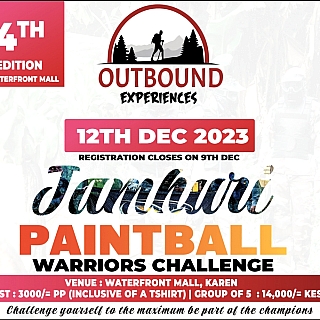 4TH
EDITION
OUTBOUND
EXPERIENCES
12TH DEC 2023
REGISTRATION CLOSES ON 9TH DEC
Jamhuri
PAINTBALL
WARRIORS CHALLENGE
VENUE : WATERFRONT MALL, KAREN
3000/= PP (INCLUSIVE OF A TSHIRT) | GROUP OF 5 : 14,000/= KES
Challenge yourself to the maximum be part of the champions